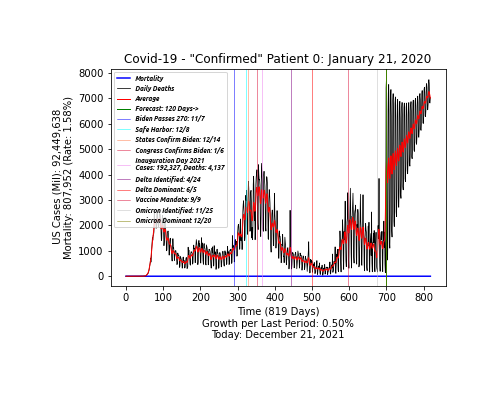 Covid-19 - "Confirmed" Patient 0: January 21, 2020
8000
7000
6000
5000
4000
3000
2000
1000
0
US Cases (Mil): 92,449,638
Mortality: 807,952 (Rate: 1.58%)
Mortality
Daily Deaths
Average
Forecast: 120 Days->
Biden Passes 270: 11/7
Safe Harbor: 12/8
States Confirm Biden: 12/14
Congress Confirms Biden: 1/6
Inauguration Day 2021
Cases: 192,327, Deaths: 4,137
Delta Identified: 4/24
Delta Dominant: 6/5
Vaccine Mandate: 9/9
Omicron Identified: 11/25
Omicron Dominant 12/20
0 100 200 300 400 500 600 700 800
Time (819 Days)
Growth per Last Period: 0.50%
Today: December 21, 2021